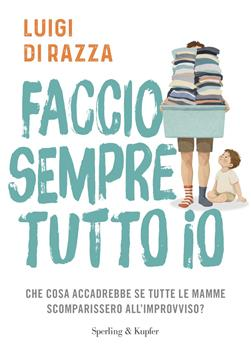 LUIGI
DI RAZZA
FACCIO
SEMPRE
TUTTO iO
CHE COSA ACCADREBBE SE TUTTE LE MAMME
SCOMPARISSERO ALL'IMPROVVISO?
Sperling & Kupfer